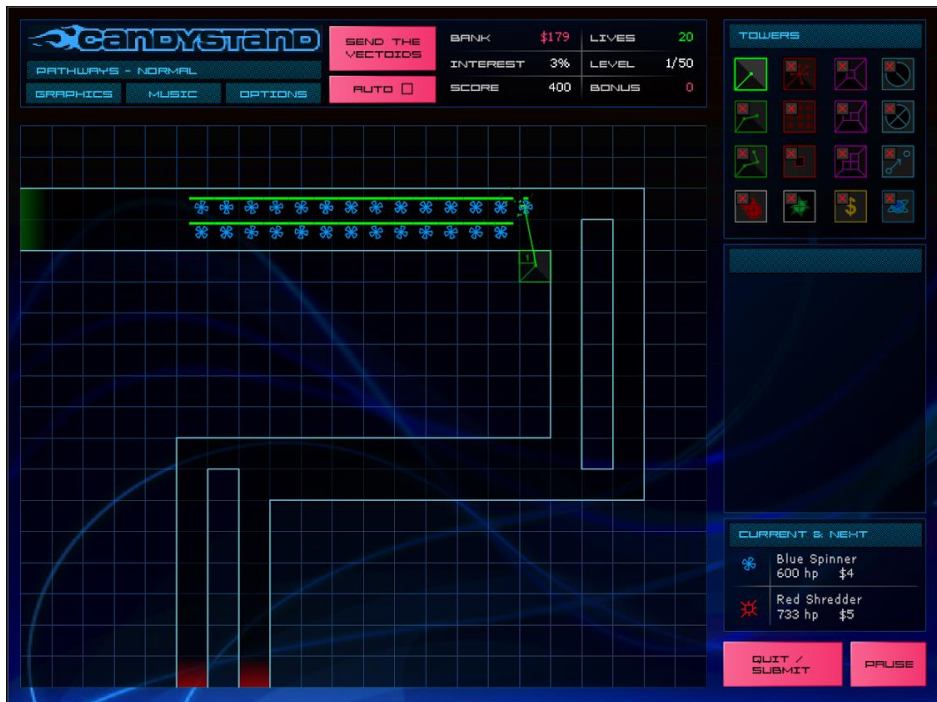 CANDYSTAND
PATHWAYS - NORMAL
GRAPHICS MUSIC OPTIONS
SEND THE
VECTOIDS
AUTO
BANK $179 LIVES 20
INTEREST 3% LEVEL 1/50
SCORE 400 BONUS 0
TOWERS
1
CURRENT & NEXT
Blue Spinner
600 hp $4
Red Shredder
733 hp $5
QUIT /
SUBMIT
PAUSE